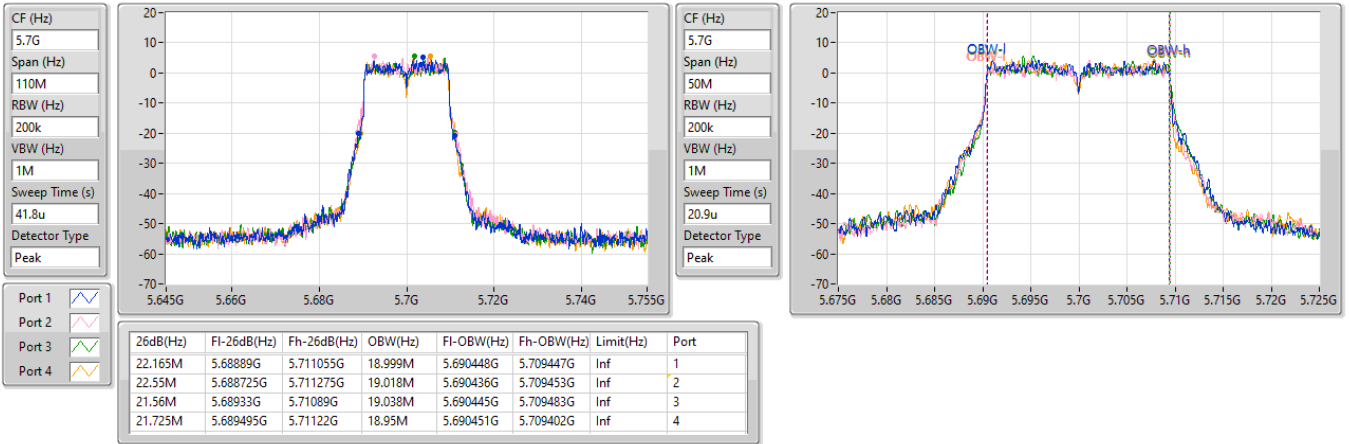 CF (Hz)
5.7G
Span (Hz)
110M
RBW (Hz)
200k
VBW (Hz)
1M
Sweep Time (s)
41.8u
Detector Type
Peak
20
10
0
-10
-20
-30
-40
-50
-60
-70
5.645G 5.66G 5.68G 5.7G 5.72G 5.74G 5.755G
CF (Hz)
5.7G
Span (Hz)
50M
RBW (Hz)
200k
VBW (Hz)
1M
Sweep Time (s)
20.9u
Detector Type
Peak
20
10
0
-10
-20
-30
-40
-50
-60
-70
OBW-l OBW-h
OBW-l
5.675G 5.68G 5.685G 5.69G 5.695G 5.7G 5.705G 5.71G 5.715G 5.72G 5.725G
Port 1
Port 2
Port 3
Port 4
26dB(Hz) Fl-26dB(Hz) Fh-26dB(Hz) OBW(Hz) Fl-OBW(Hz) Fh-OBW(Hz) Limit(Hz) Port
22.165M 5.68889G 5.711055G 18.999M 5.690448G 5.709447G Inf 1
22.55M 5.688725G 5.711275G 19.018M 5.690436G 5.709453G Inf 2
21.56M 5.68933G 5.71089G 19.038M 5.690445G 5.709483G Inf 3
21.725M 5.689495G 5.71122G 18.95M 5.690451G 5.709402G Inf 4